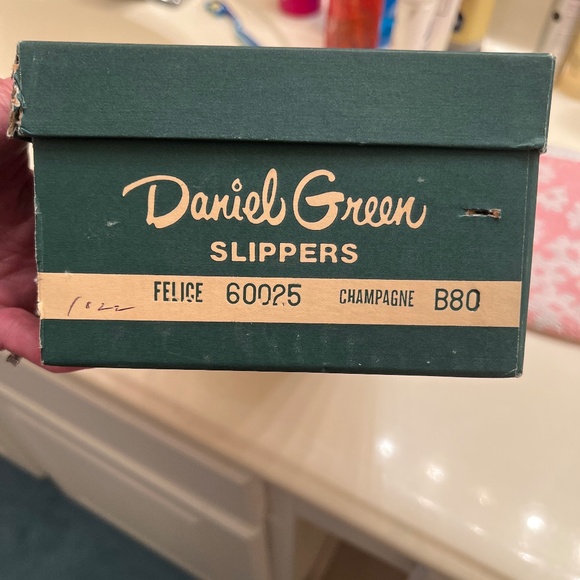 Daniel Green
SLIPPERS
FELICE 60025 CHAMPAGNE B80